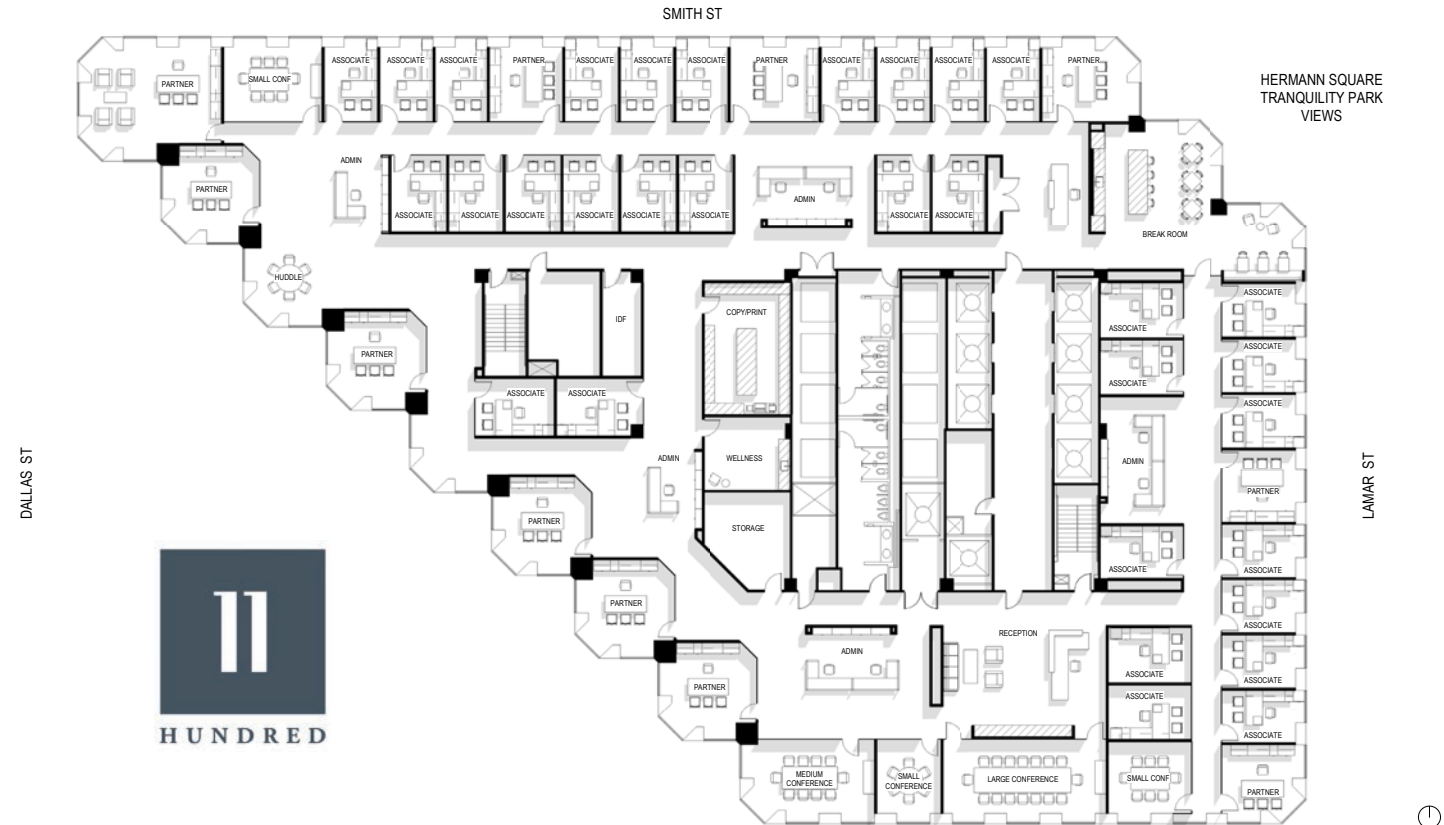 SMITH ST
HERMANN SQUARE
TRANQUILITY PARK
VIEWS
PARTNER
SMALL CONF
ASSOCIATE
ASSOCIATE
ASSOCIATE
PARTNER
ASSOCIATE
ASSOCIATE
ASSOCIATE
PARTNER
ASSOCIATE
ASSOCIATE
ASSOCIATE
ASSOCIATE
PARTNER
ADMIN
PARTNER
ASSOCIATE
ASSOCIATE
ASSOCIATE
ASSOCIATE
ASSOCIATE
ASSOCIATE
ADMIN
ASSOCIATE
ASSOCIATE
BREAK ROOM
HUDDLE
IDF
COPY/PRINT
ASSOCIATE
ASSOCIATE
ASSOCIATE
ASSOCIATE
PARTNER
ASSOCIATE
ASSOCIATE
ASSOCIATE
ASSOCIATE
DALLAS ST
ADMIN
WELLNESS
ADMIN
PARTNER
LAMAR ST
PARTNER
STORAGE
ASSOCIATE
ASSOCIATE
PARTNER
ASSOCIATE
11
HUNDRED
ADMIN
RECEPTION
PARTNER
ASSOCIATE
ASSOCIATE
ASSOCIATE
ASSOCIATE
MEDIUM
CONFERENCE
SMALL
CONFERENCE
LARGE CONFERENCE
SMALL CONF
PARTNER